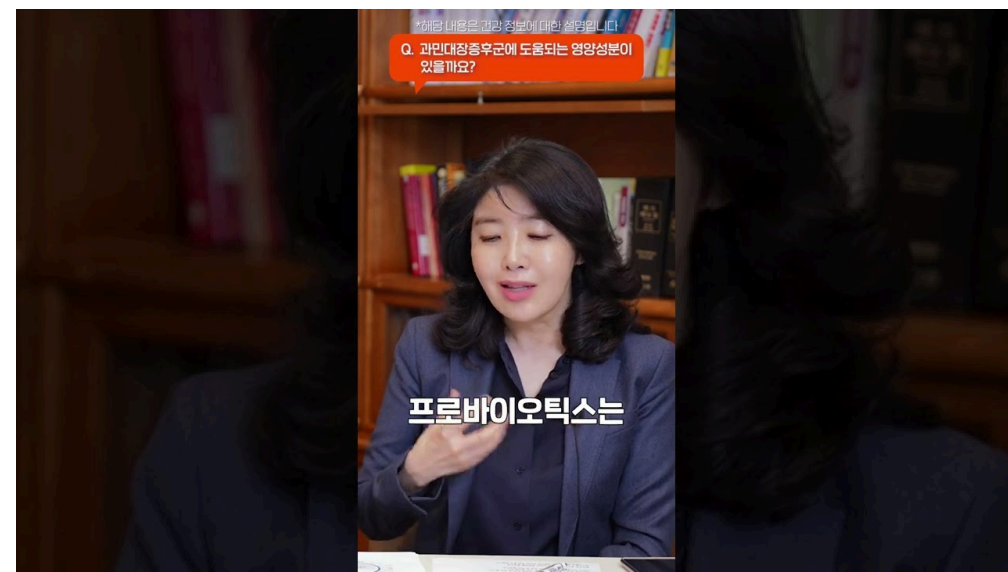 *해당 내용은 건강 정보에 대한 설명입니다
Q. 과민대장증후군에 도움되는 영양성분이
있을까요?
프로바이오틱스는